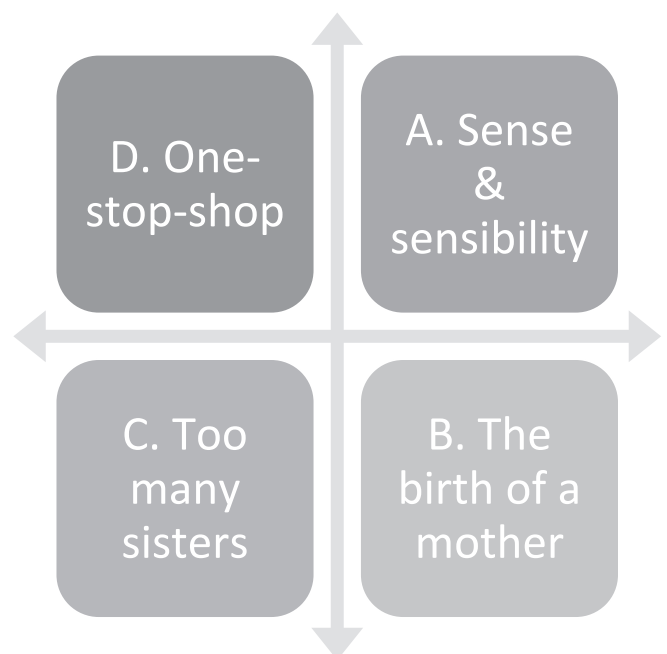 D. One-
stop-shop
A. Sense
&
sensibility
C. Too
many
sisters
B. The
birth of a
mother